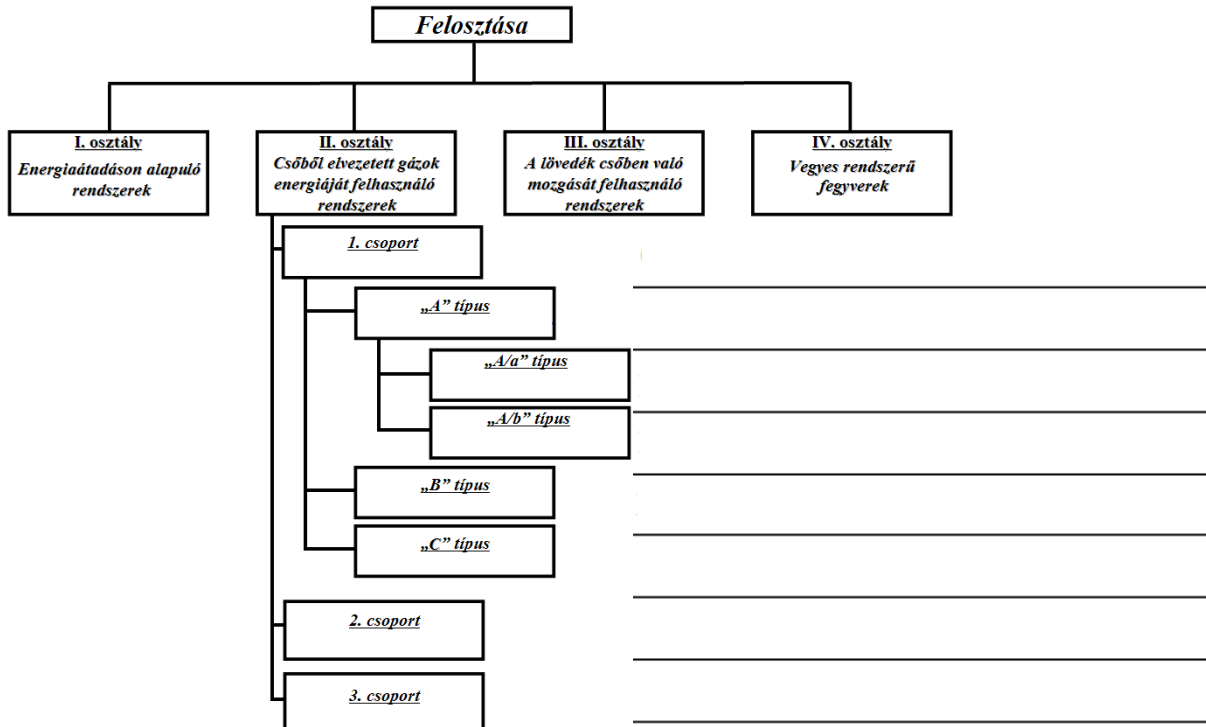 Felosztása
I. osztály
Energiaátadáson alapuló
rendszerek
II. osztály
Csőből elvezetett gázok
energiáját felhasználó
rendszerek
III. osztály
A lövedék csőben való
mozgását felhasználó
rendszerek
IV. osztály
Vegyes rendszerű
fegyverek
1. csoport
„A” típus
„A/a” típus
„A/b” típus
„B” típus
„C” típus
2. csoport
3. csoport